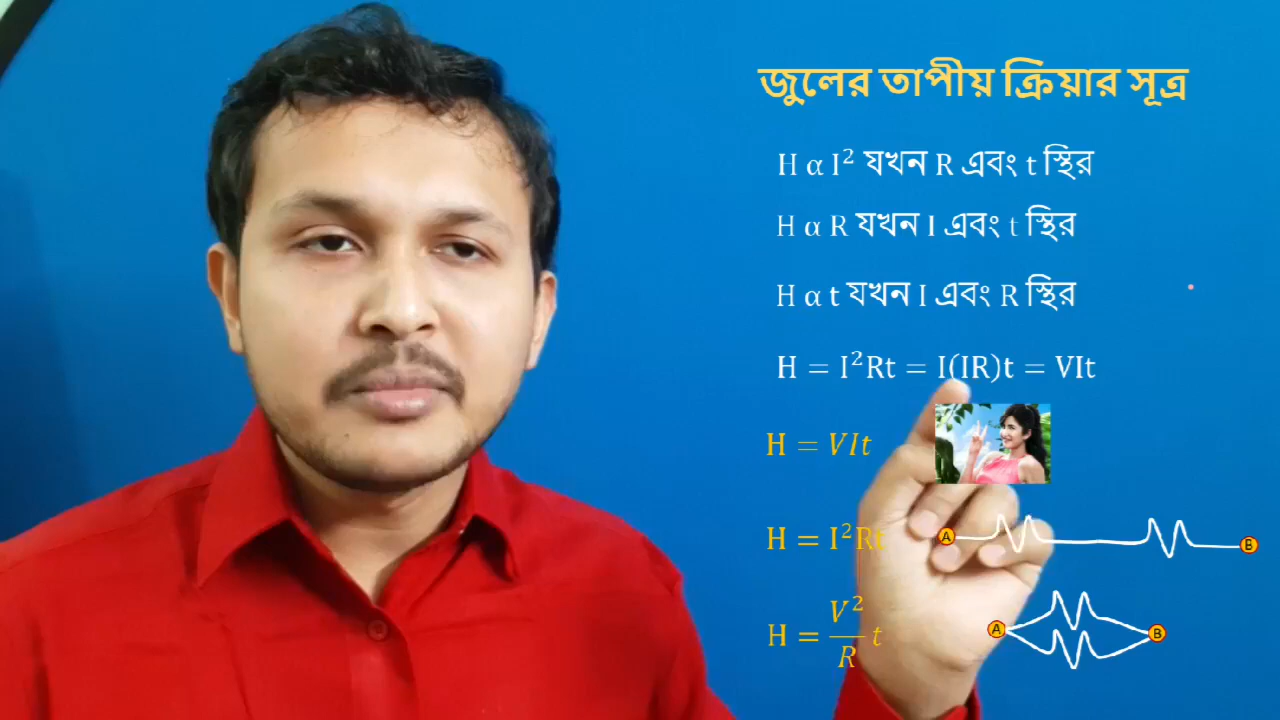 জুলের তাপীয় ক্রিয়ার সূত্র
H α I² যখন R এবং t স্থির
H α R যখন I এবং t স্থির
H α t যখন I এবং R স্থির
H = I²Rt = I(IR)t = VIt
H = VIt
H = I²Rt
A B
H = V²/R t
A B